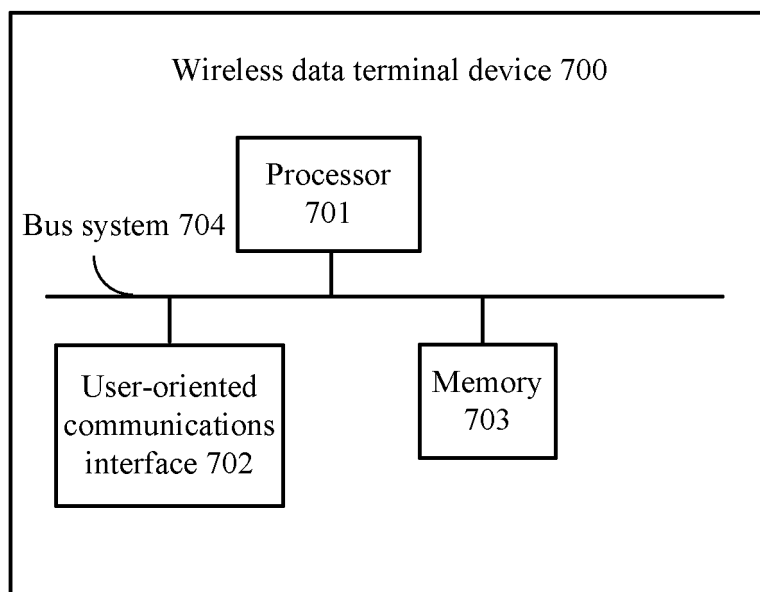 Wireless data terminal device 700
Processor
701
Bus system 704
User-oriented
communications
interface 702
Memory
703